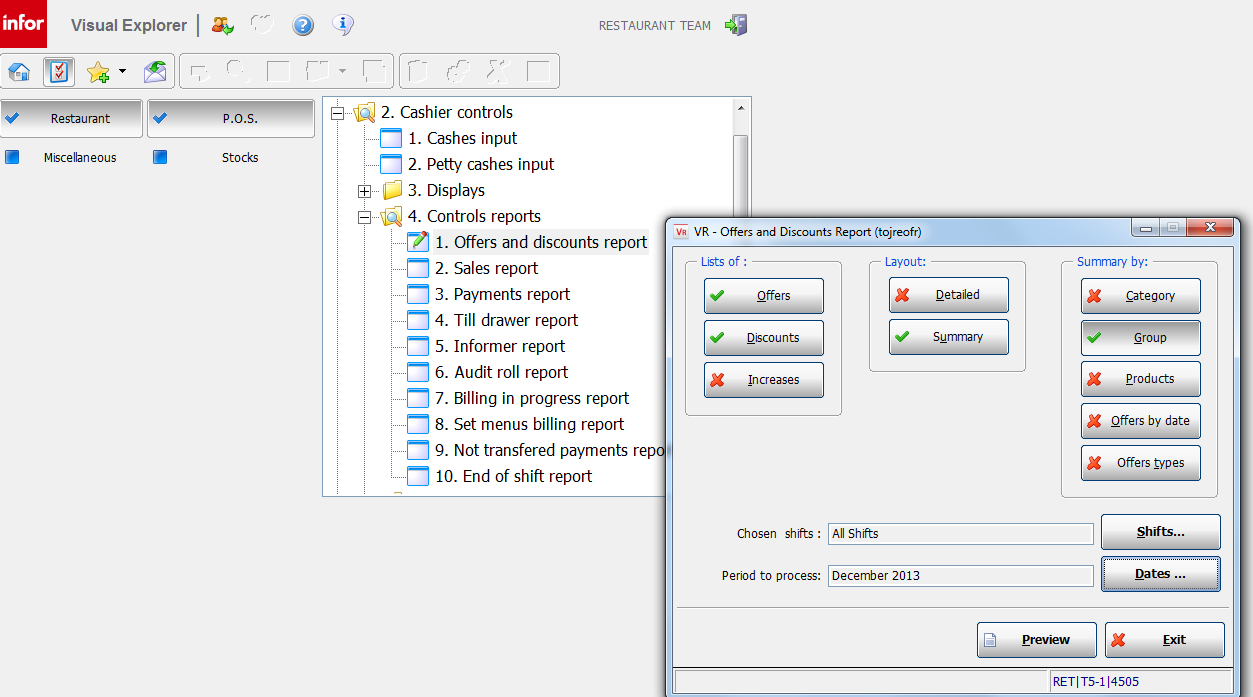 infor
Visual Explorer
RESTAURANT TEAM
Restaurant
P.O.S.
Miscellaneous
Stocks
2. Cashier controls
1. Cashes input
2. Petty cashes input
3. Displays
4. Controls reports
1. Offers and discounts report
2. Sales report
3. Payments report
4. Till drawer report
5. Informer report
6. Audit roll report
7. Billing in progress report
8. Set menus billing report
9. Not transfered payments repo
10. End of shift report
VR - Offers and Discounts Report (tojreofr)
Lists of :
Offers
Discounts
Increases
Layout:
Detailed
Summary
Summary by:
Category
Group
Products
Offers by date
Offers types
Chosen shifts : All Shifts Shifts...
Period to process: December 2013 Dates ...
Preview Exit
RET|T5-1|4505